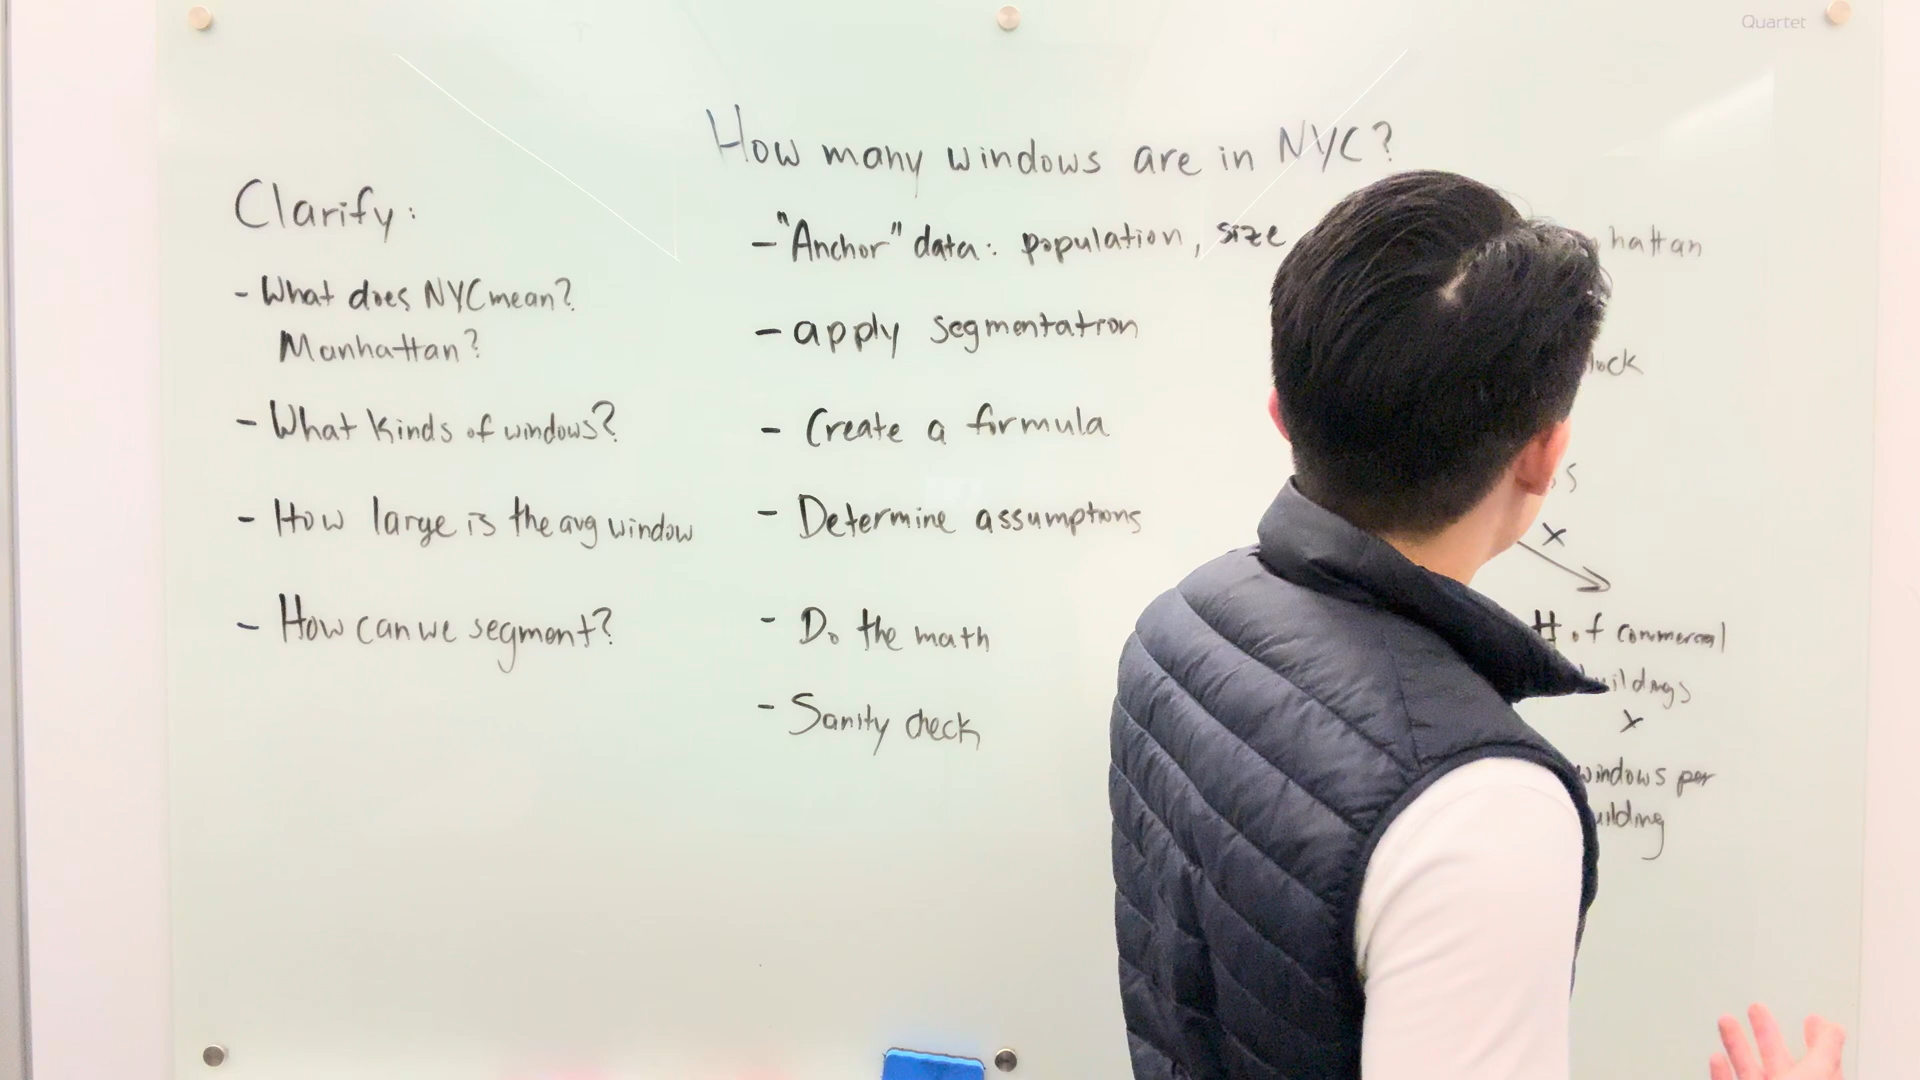 Quartet
How many windows are in NYC?
Clarify:
- What does NYC mean?
Manhattan?
- What kinds of windows?
- How large is the avg window
- How can we segment?
- "Anchor" data: population, size
- apply segmentation
- Create a formula
- Determine assumptions
- Do the math
- Sanity check
hattan
lock
s
x
# of commercial
uildings
x
windows per
uilding